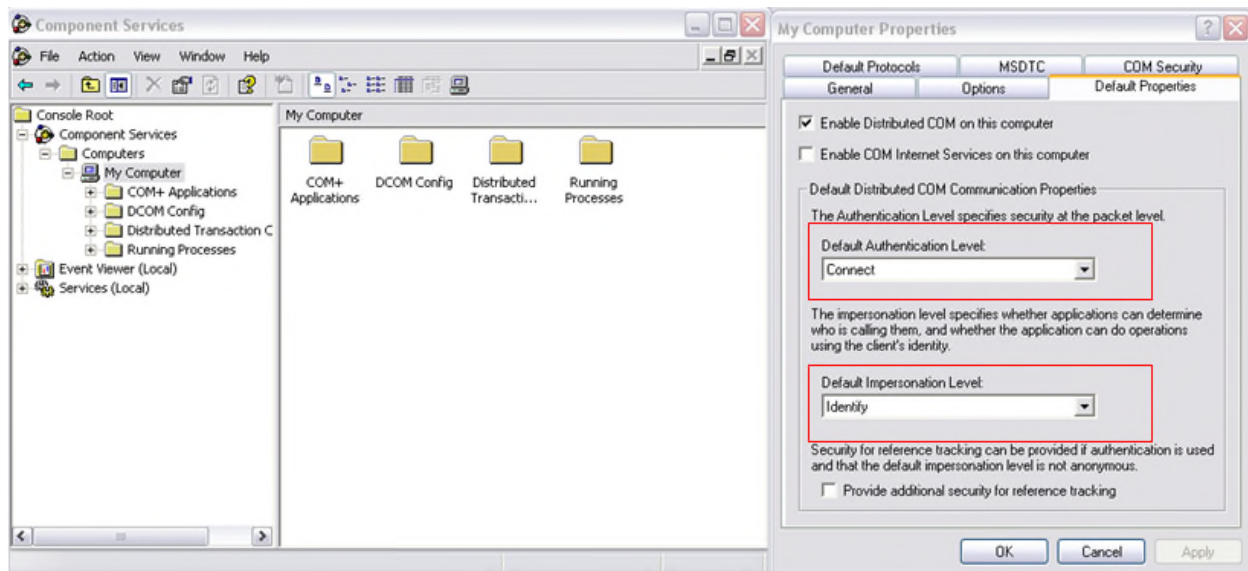 Component Services
File Action View Window Help
Console Root
Component Services
Computers
My Computer
COM+ Applications
DCOM Config
Distributed Transaction C
Running Processes
Event Viewer (Local)
Services (Local)
My Computer
COM+
Applications
DCOM Config
Distributed
Transacti...
Running
Processes
My Computer Properties
Default Protocols MSDTC COM Security
General Options Default Properties
Enable Distributed COM on this computer
Enable COM Internet Services on this computer
Default Distributed COM Communication Properties
The Authentication Level specifies security at the packet level.
Default Authentication Level:
Connect
The impersonation level specifies whether applications can determine
who is calling them, and whether the application can do operations
using the client's identity.
Default Impersonation Level:
Identify
Security for reference tracking can be provided if authentication is used
and that the default impersonation level is not anonymous.
Provide additional security for reference tracking
OK Cancel Apply